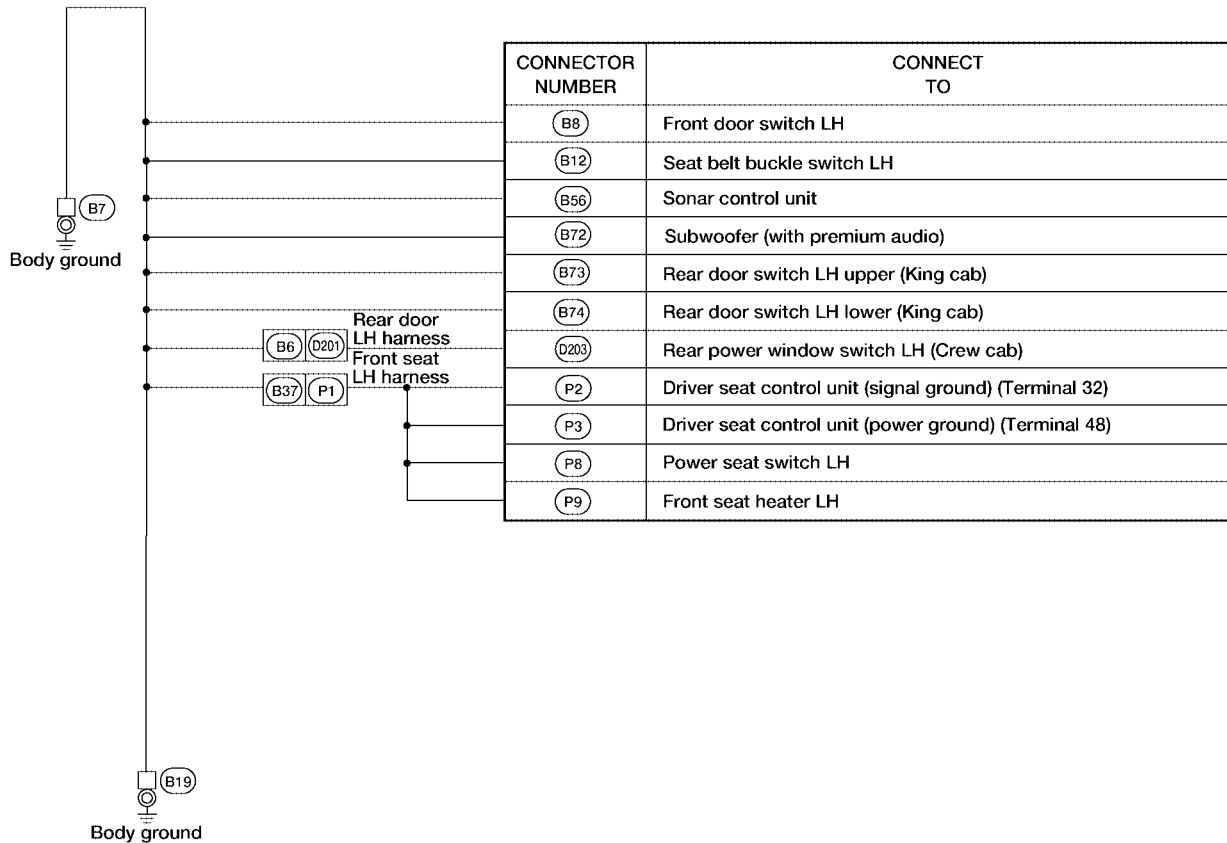 CONNECTOR NUMBER
CONNECT TO
B8 Front door switch LH
B12 Seat belt buckle switch LH
B56 Sonar control unit
B7
B72 Subwoofer (with premium audio)
Body ground
B73 Rear door switch LH upper (King cab)
B74 Rear door switch LH lower (King cab)
Rear door
LH harness
B6 D201
D203 Rear power window switch LH (Crew cab)
Front seat
LH harness
B37 P1
P2 Driver seat control unit (signal ground) (Terminal 32)
P3 Driver seat control unit (power ground) (Terminal 48)
P8 Power seat switch LH
P9 Front seat heater LH
B19
Body ground